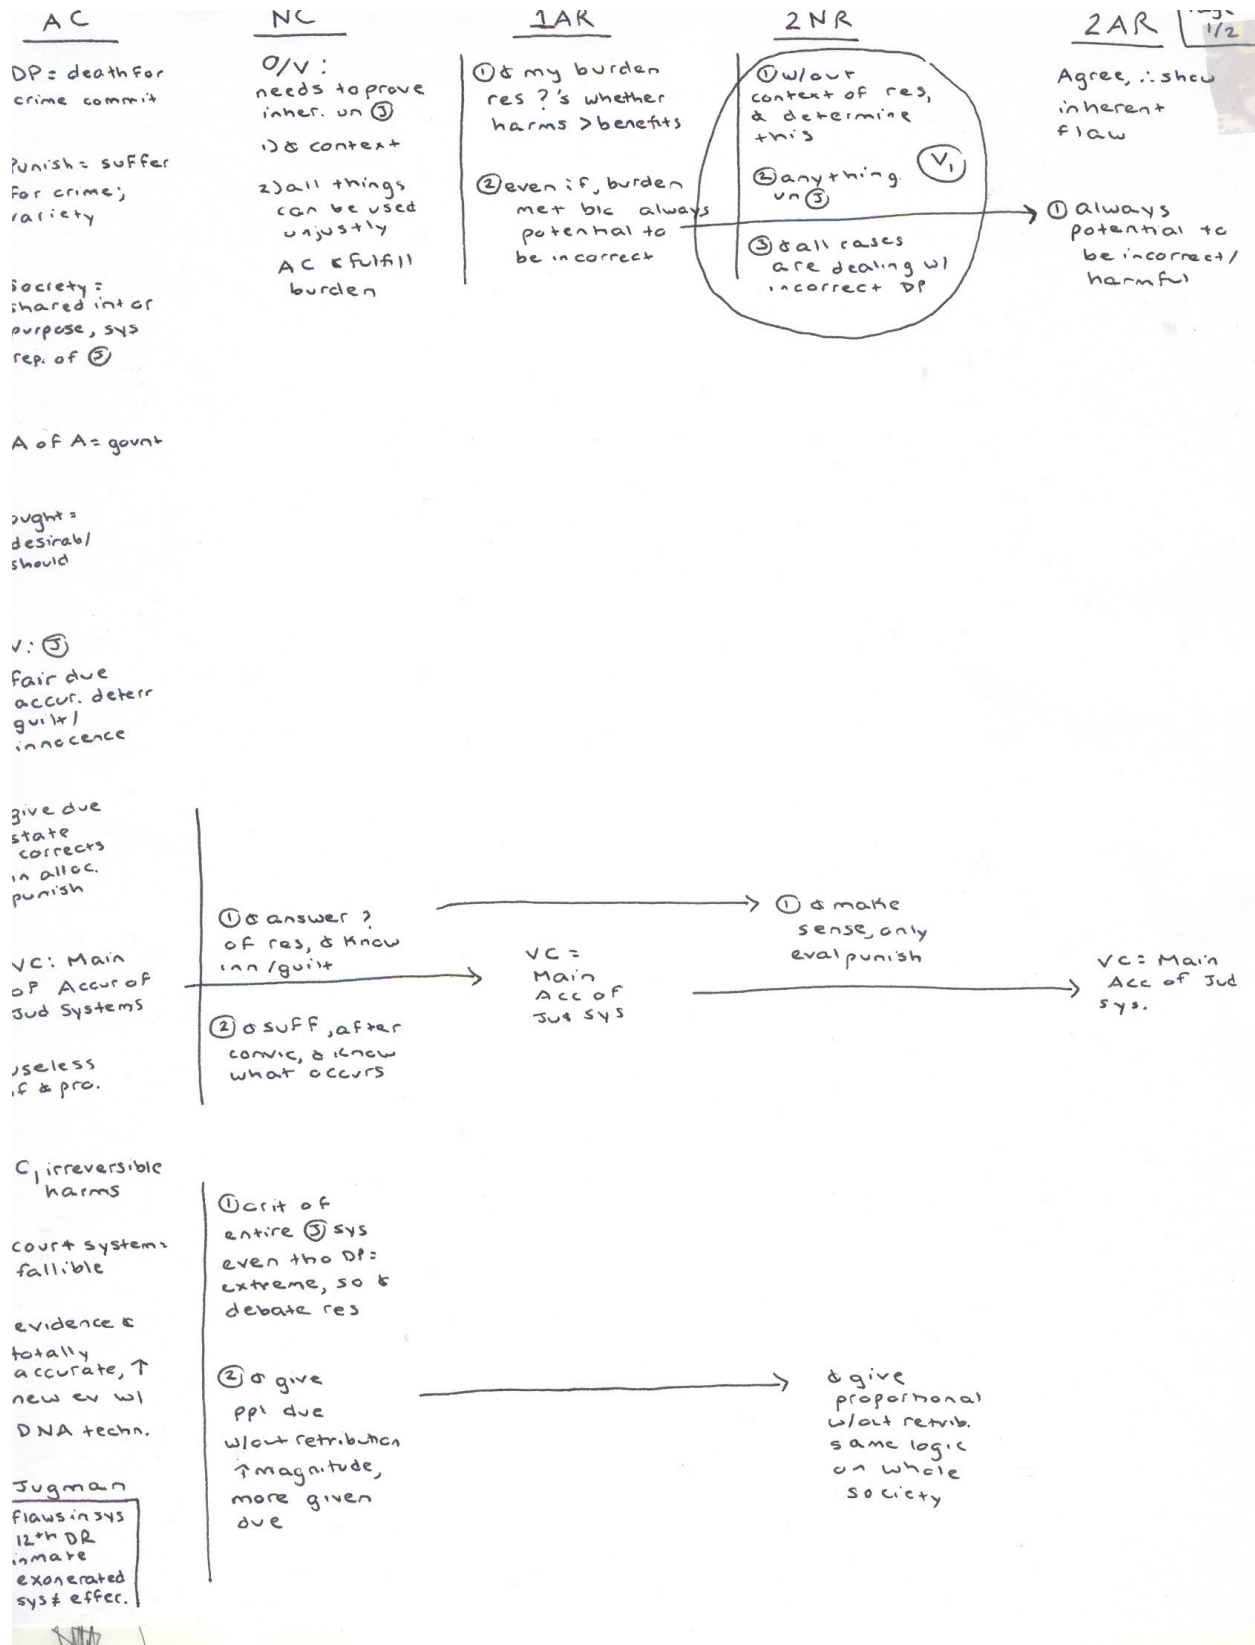 AC
DP = death for
crime commit
Punish = suffer
for crime;
variety
Society =
shared int or
purpose, sys
rep. of Ⓙ
A of A = govnt
ought =
desirab/
should
V: Ⓙ
fair due
accur. deterr
guilt/
innocence
give due
state
corrects
in alloc.
punish
VC: Main
of Accur of
Jud Systems
useless
if & pro.
C₁ irreversible
harms
court system=
fallible
evidence &
totally
accurate, ↑
new ev w/
DNA techn.
Jugman
flaws in sys
12th DR
inmate
exonerated
sys ≠ effec.
NC
O/V:
needs to prove
inher. un Ⓙ
1) & context
2) all things
can be used
unjustly
AC & fulfill
burden
① & answer ?
of res, & know
inn/guilt
② & suff, after
convic, & know
what occurs
① crit of
entire Ⓙ sys
even tho DP=
extreme, so &
debate res
② & give
ppl due
w/out retribution
↑ magnitude,
more given
due
1AR
① & my burden
res ?'s whether
harms > benefits
② even if, burden
met b/c always
potential to
be incorrect
VC =
Main
Acc of
Jud Sys
2NR
① w/out
context of res,
& determine
this
② anything
un Ⓙ
V₁
③ & all cases
are dealing w/
incorrect DP
① & make
sense, only
eval punish
& give
proportional
w/out retrib.
same logic
on whole
society
2AR
1/2
Agree, ∴ show
inherent
flaw
① always
potential to
be incorrect/
harmful
VC = Main
Acc of Jud
sys.